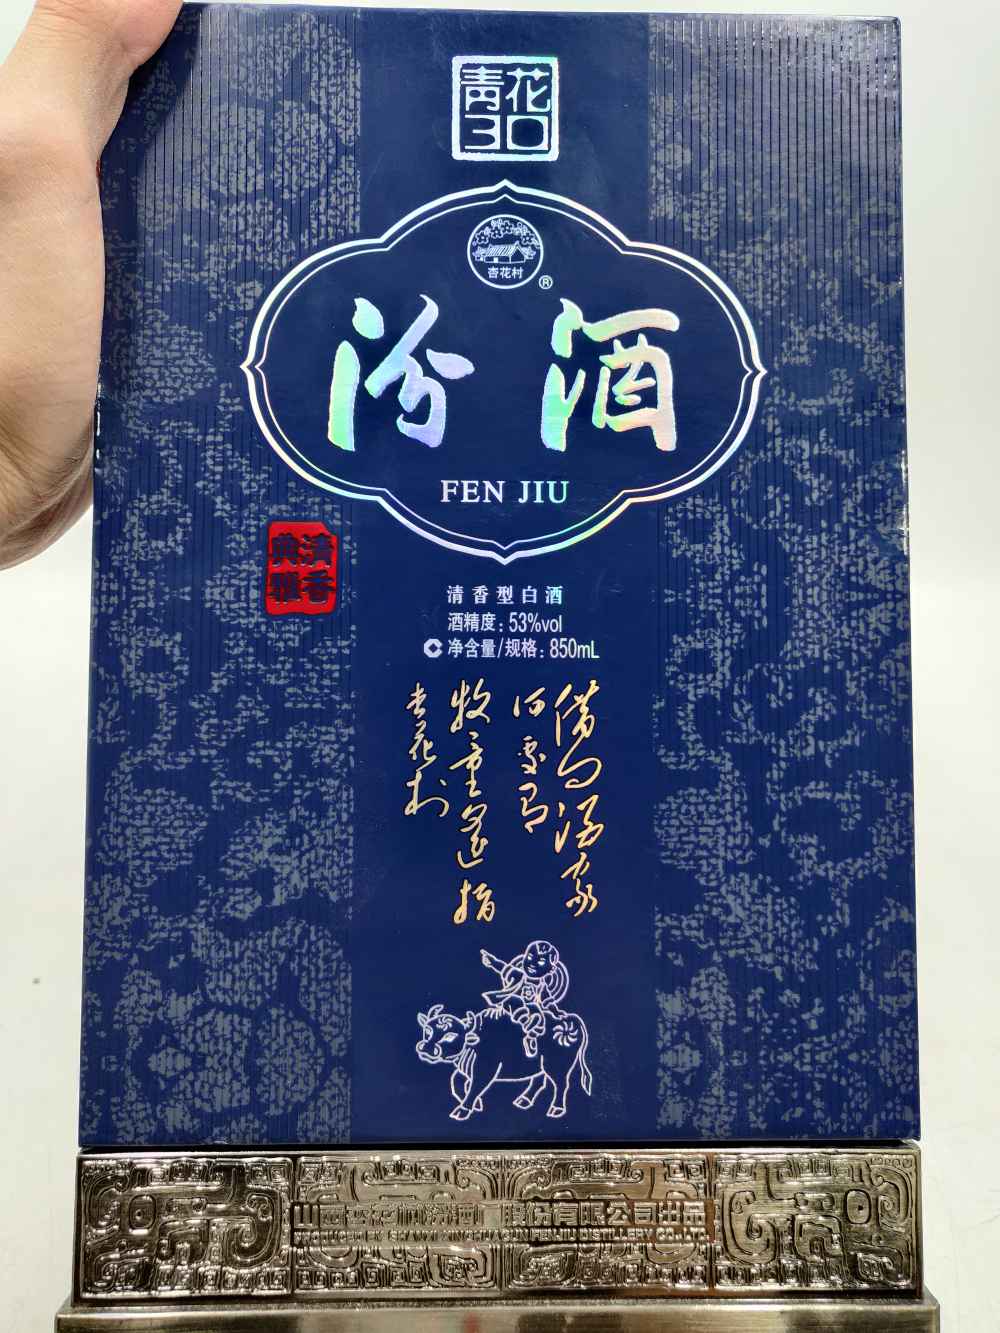 青花
30
杏花村
®
汾酒
FEN JIU
清香
典雅
清香型白酒
酒精度：53%vol
净含量/规格：850mL
借问酒家
何处有
牧童遥指
杏花村
山西杏花村汾酒厂股份有限公司出品
PRODUCED BY SHANXI XINGHUACUN FENJIU DISTILLERY CO.,LTD.